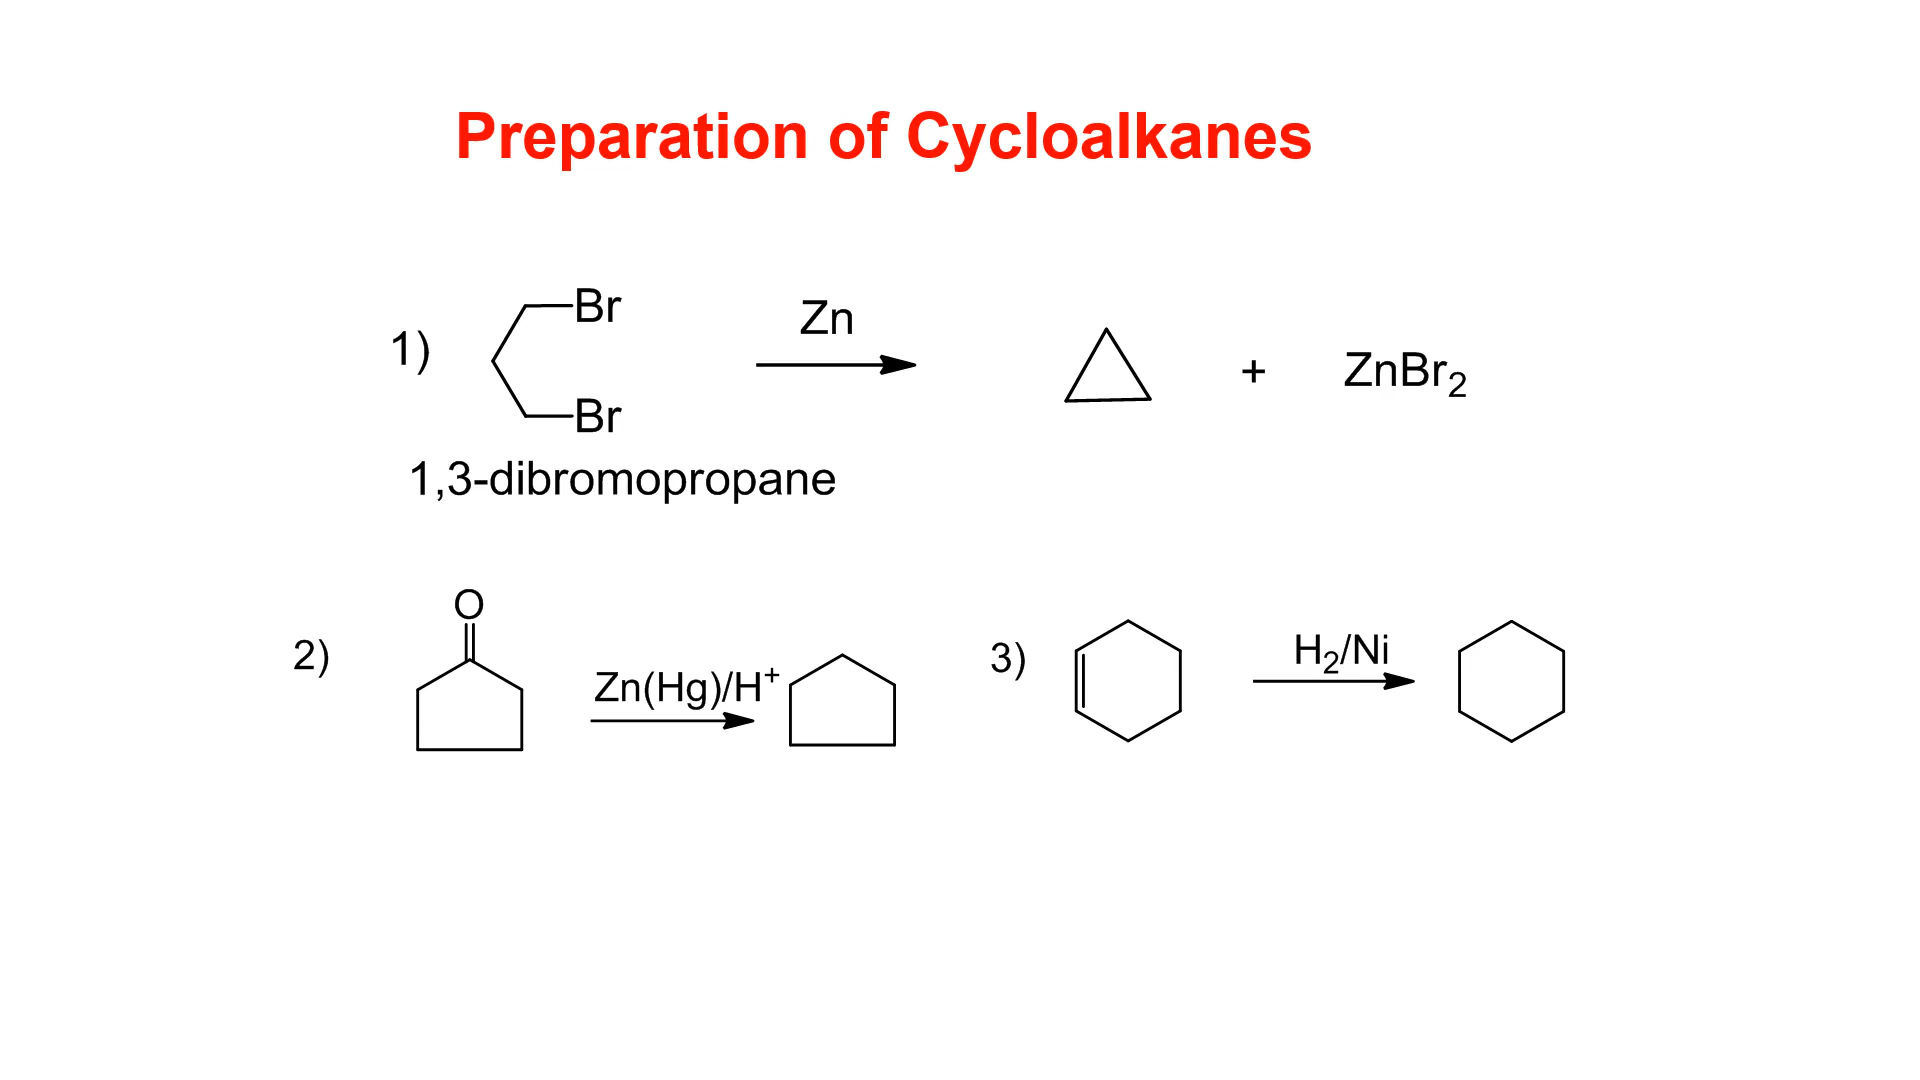 Preparation of Cycloalkanes
1)
Br
Br
Zn
+
ZnBr₂
1,3-dibromopropane
2)
O
Zn(Hg)/H⁺
3)
H₂/Ni